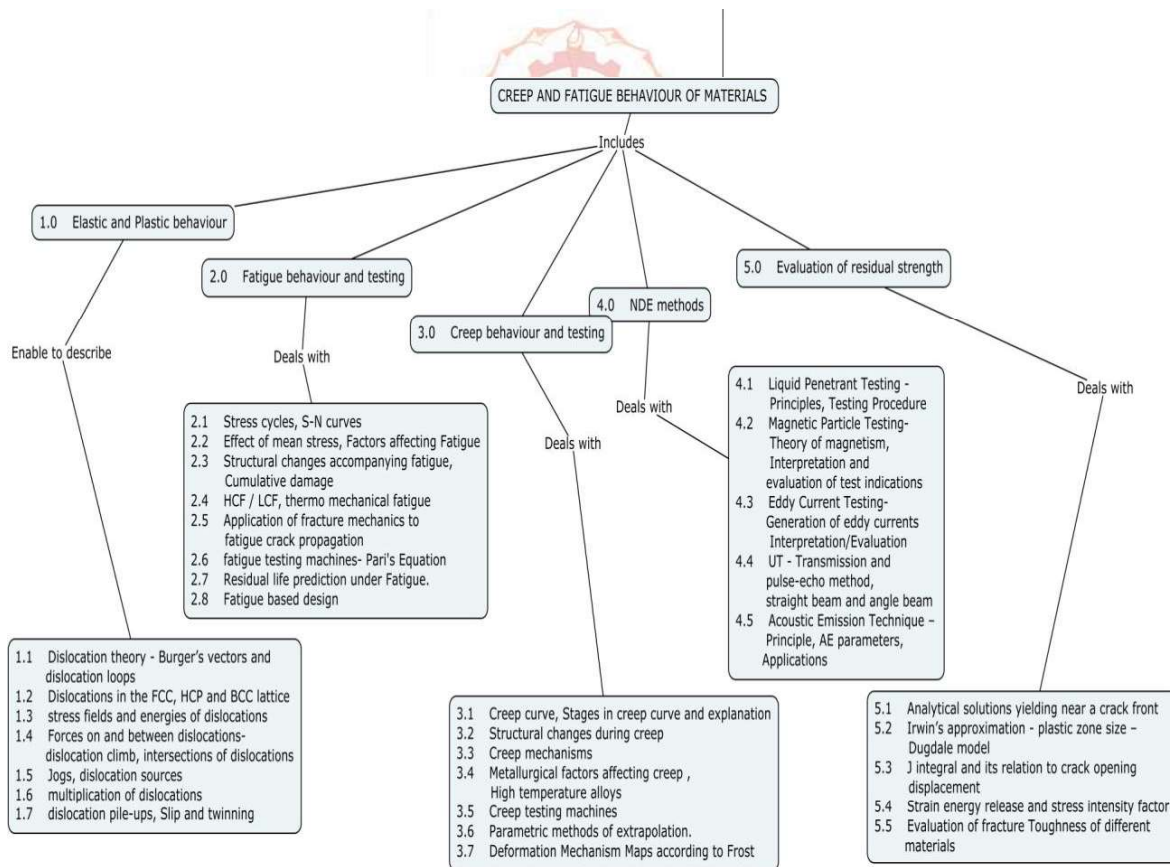 CREEP AND FATIGUE BEHAVIOUR OF MATERIALS
Includes
1.0 Elastic and Plastic behaviour
Enable to describe
1.1 Dislocation theory - Burger's vectors and
dislocation loops
1.2 Dislocations in the FCC, HCP and BCC lattice
1.3 stress fields and energies of dislocations
1.4 Forces on and between dislocations-
dislocation climb, intersections of dislocations
1.5 Jogs, dislocation sources
1.6 multiplication of dislocations
1.7 dislocation pile-ups, Slip and twinning
2.0 Fatigue behaviour and testing
Deals with
2.1 Stress cycles, S-N curves
2.2 Effect of mean stress, Factors affecting Fatigue
2.3 Structural changes accompanying fatigue,
Cumulative damage
2.4 HCF / LCF, thermo mechanical fatigue
2.5 Application of fracture mechanics to
fatigue crack propagation
2.6 fatigue testing machines- Pari's Equation
2.7 Residual life prediction under Fatigue.
2.8 Fatigue based design
3.0 Creep behaviour and testing
Deals with
3.1 Creep curve, Stages in creep curve and explanation
3.2 Structural changes during creep
3.3 Creep mechanisms
3.4 Metallurgical factors affecting creep ,
High temperature alloys
3.5 Creep testing machines
3.6 Parametric methods of extrapolation.
3.7 Deformation Mechanism Maps according to Frost
4.0 NDE methods
Deals with
4.1 Liquid Penetrant Testing -
Principles, Testing Procedure
4.2 Magnetic Particle Testing-
Theory of magnetism,
Interpretation and
evaluation of test indications
4.3 Eddy Current Testing-
Generation of eddy currents
Interpretation/Evaluation
4.4 UT - Transmission and
pulse-echo method,
straight beam and angle beam
4.5 Acoustic Emission Technique –
Principle, AE parameters,
Applications
5.0 Evaluation of residual strength
Deals with
5.1 Analytical solutions yielding near a crack front
5.2 Irwin's approximation - plastic zone size –
Dugdale model
5.3 J integral and its relation to crack opening
displacement
5.4 Strain energy release and stress intensity factor
5.5 Evaluation of fracture Toughness of different
materials